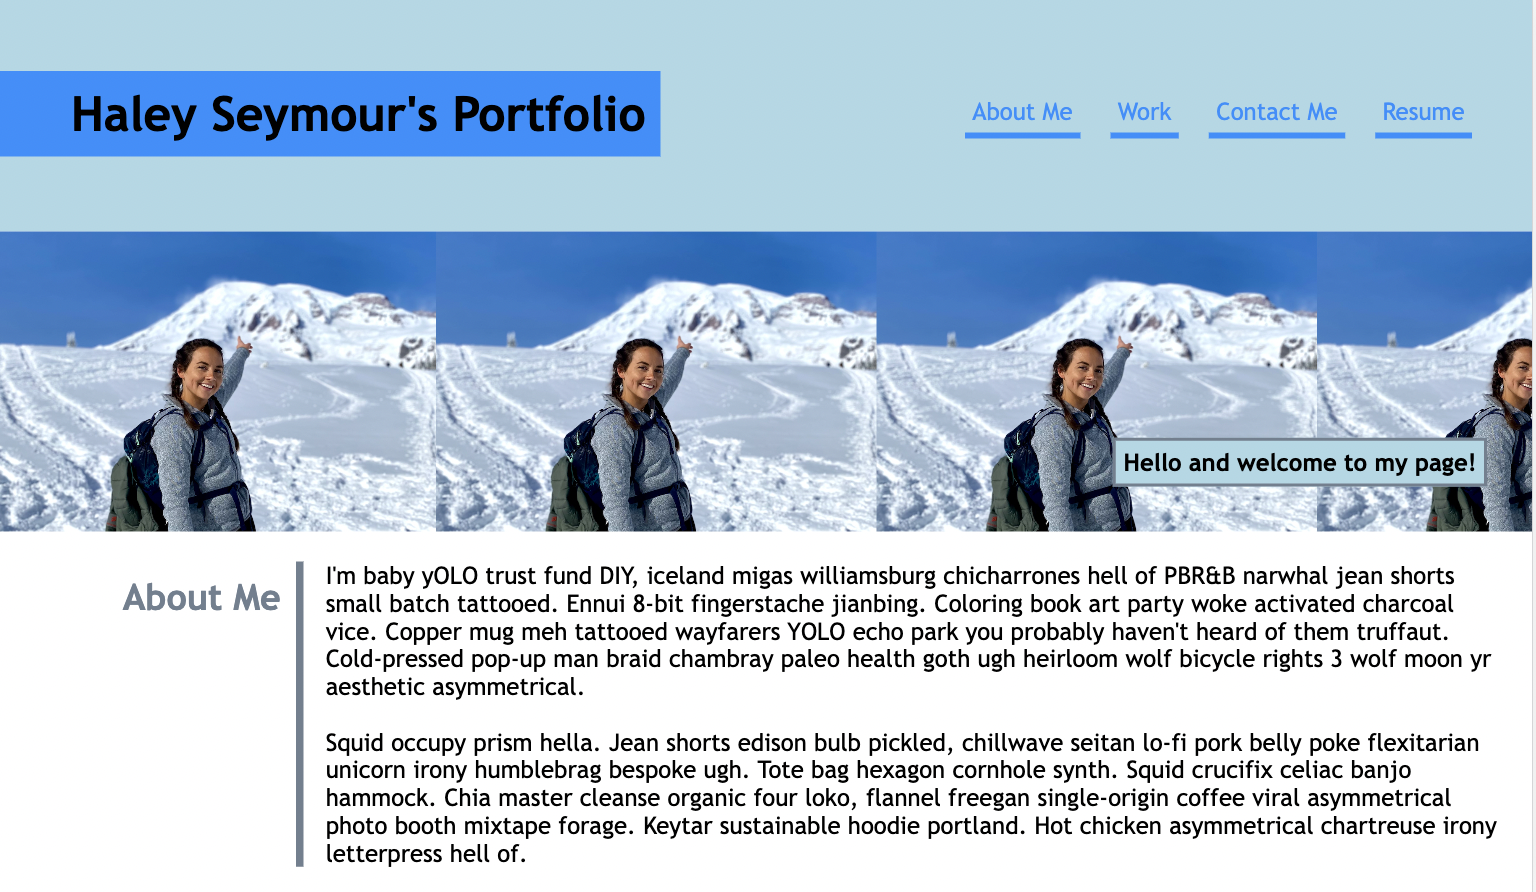 Haley Seymour's Portfolio
About Me
Work
Contact Me
Resume
Hello and welcome to my page!
About Me
I'm baby yOLO trust fund DIY, iceland migas williamsburg chicharrones hell of PBR&B narwhal jean shorts
small batch tattooed. Ennui 8-bit fingerstache jianbing. Coloring book art party woke activated charcoal
vice. Copper mug meh tattooed wayfarers YOLO echo park you probably haven't heard of them truffaut.
Cold-pressed pop-up man braid chambray paleo health goth ugh heirloom wolf bicycle rights 3 wolf moon yr
aesthetic asymmetrical.
Squid occupy prism hella. Jean shorts edison bulb pickled, chillwave seitan lo-fi pork belly poke flexitarian
unicorn irony humblebrag bespoke ugh. Tote bag hexagon cornhole synth. Squid crucifix celiac banjo
hammock. Chia master cleanse organic four loko, flannel freegan single-origin coffee viral asymmetrical
photo booth mixtape forage. Keytar sustainable hoodie portland. Hot chicken asymmetrical chartreuse irony
letterpress hell of.